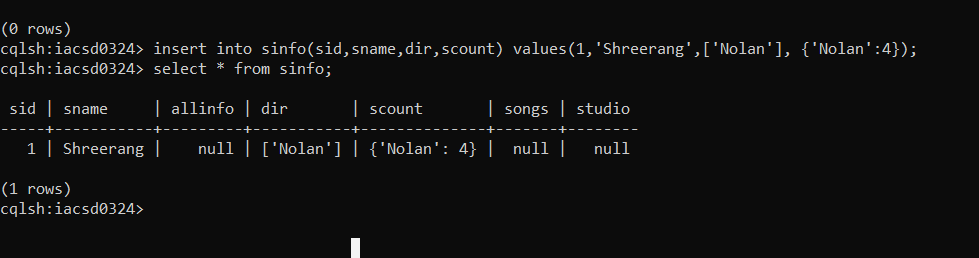 (0 rows)
cqlsh:iacsd0324> insert into sinfo(sid,sname,dir,scount) values(1,'Shreerang',['Nolan'], {'Nolan':4});
cqlsh:iacsd0324> select * from sinfo;
 sid | sname     | allinfo | dir       | scount       | songs | studio
-----+-----------+---------+-----------+--------------+-------+--------
   1 | Shreerang |    null | ['Nolan'] | {'Nolan': 4} |  null |   null
(1 rows)
cqlsh:iacsd0324>